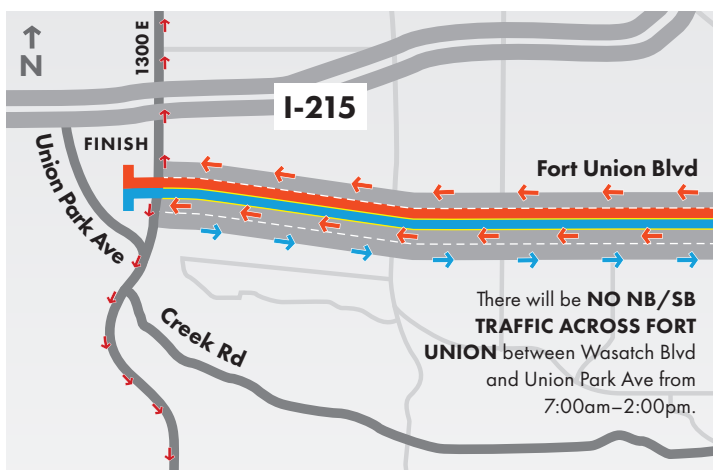 N
1300 E
I-215
FINISH
Union Park Ave
Fort Union Blvd
Creek Rd
There will be NO NB/SB
TRAFFIC ACROSS FORT
UNION between Wasatch Blvd
and Union Park Ave from
7:00am–2:00pm.